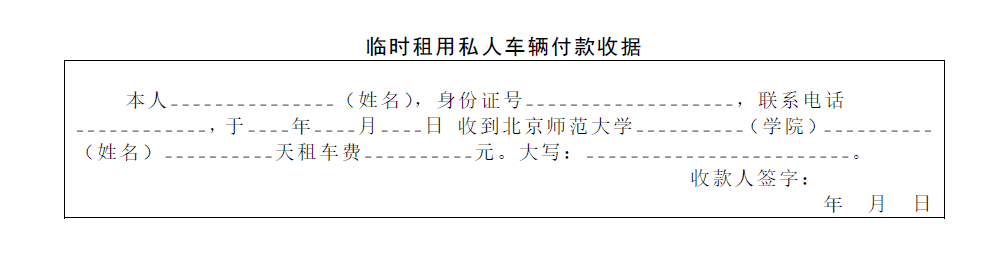 临时租用私人车辆付款收据
本人_______________（姓名），身份证号___________________，联系电话
____________，于____年____月____日 收到北京师范大学__________（学院）__________
（姓名）__________天租车费__________元。大写：________________________。
收款人签字：
年 月 日